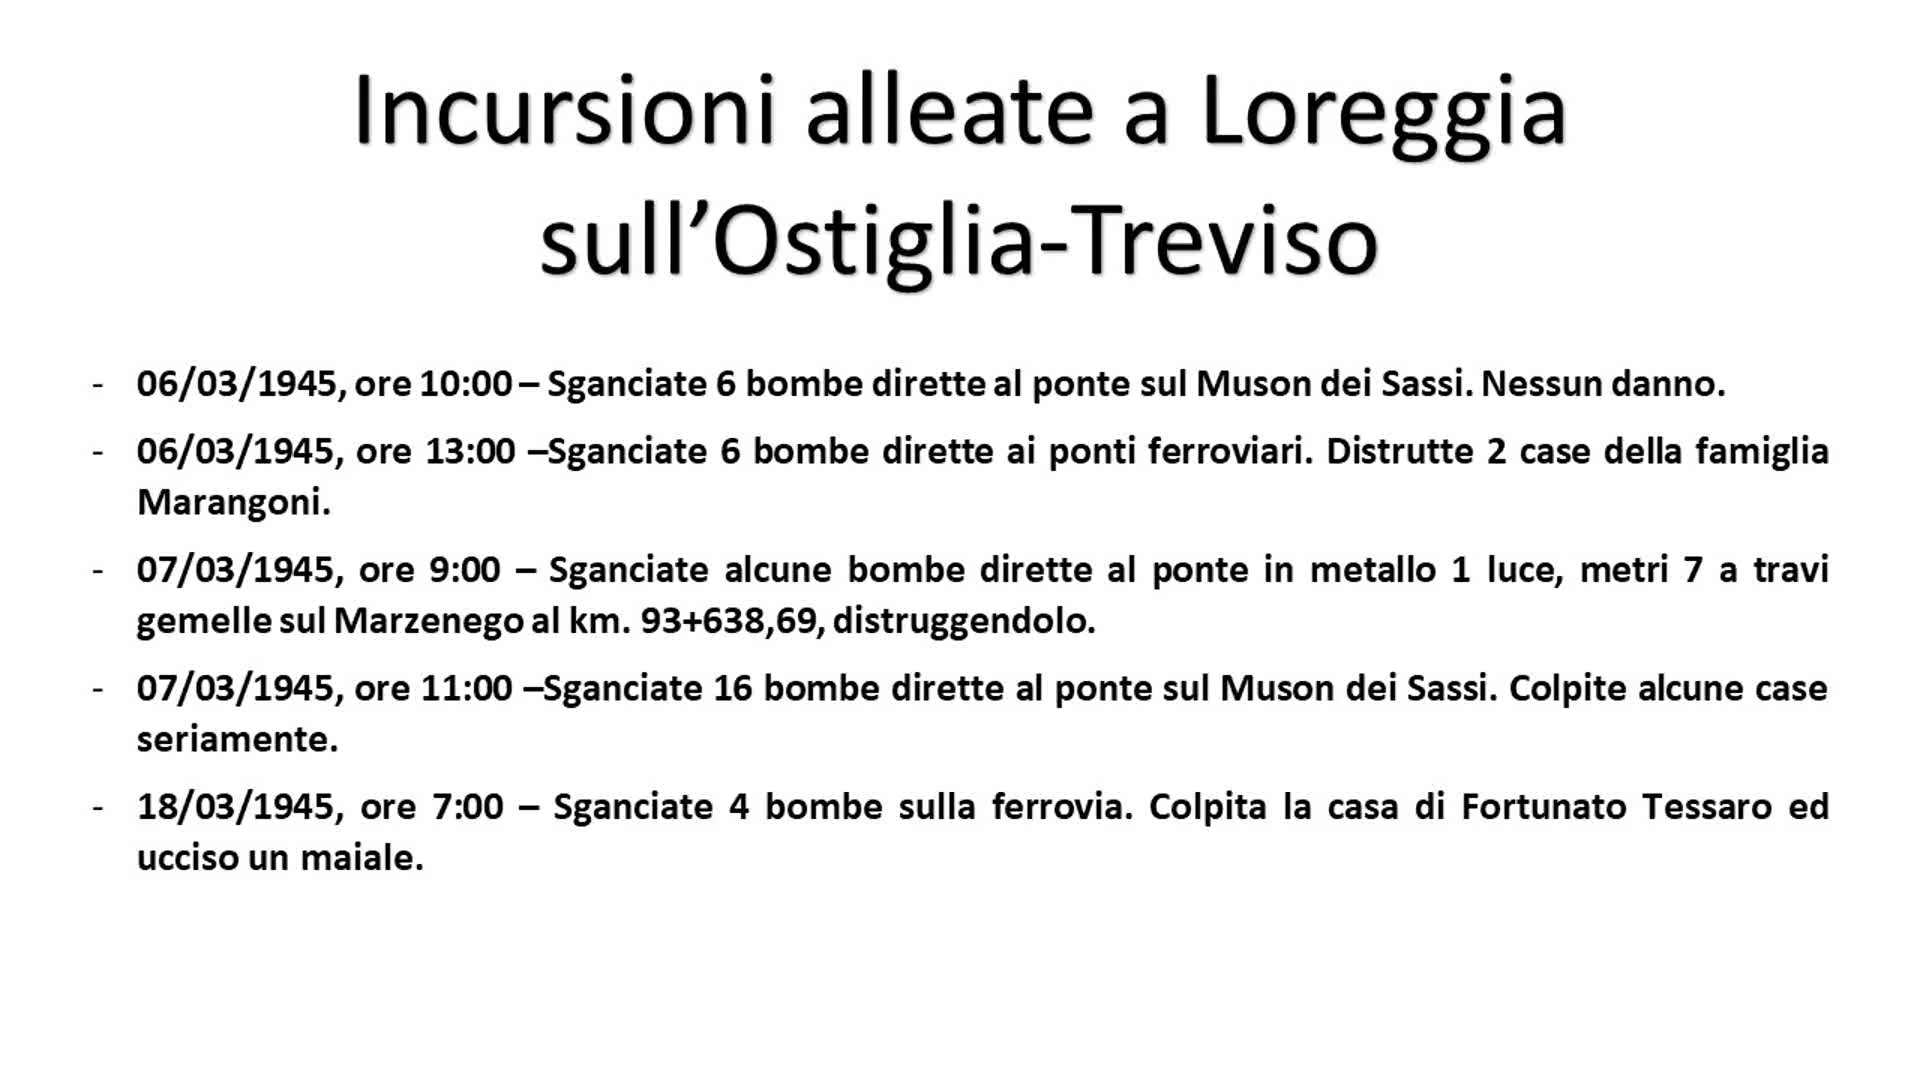 Incursioni alleate a Loreggia
sull’Ostiglia-Treviso
- 06/03/1945, ore 10:00 – Sganciate 6 bombe dirette al ponte sul Muson dei Sassi. Nessun danno.
- 06/03/1945, ore 13:00 –Sganciate 6 bombe dirette ai ponti ferroviari. Distrutte 2 case della famiglia
Marangoni.
- 07/03/1945, ore 9:00 – Sganciate alcune bombe dirette al ponte in metallo 1 luce, metri 7 a travi
gemelle sul Marzenego al km. 93+638,69, distruggendolo.
- 07/03/1945, ore 11:00 –Sganciate 16 bombe dirette al ponte sul Muson dei Sassi. Colpite alcune case
seriamente.
- 18/03/1945, ore 7:00 – Sganciate 4 bombe sulla ferrovia. Colpita la casa di Fortunato Tessaro ed
ucciso un maiale.